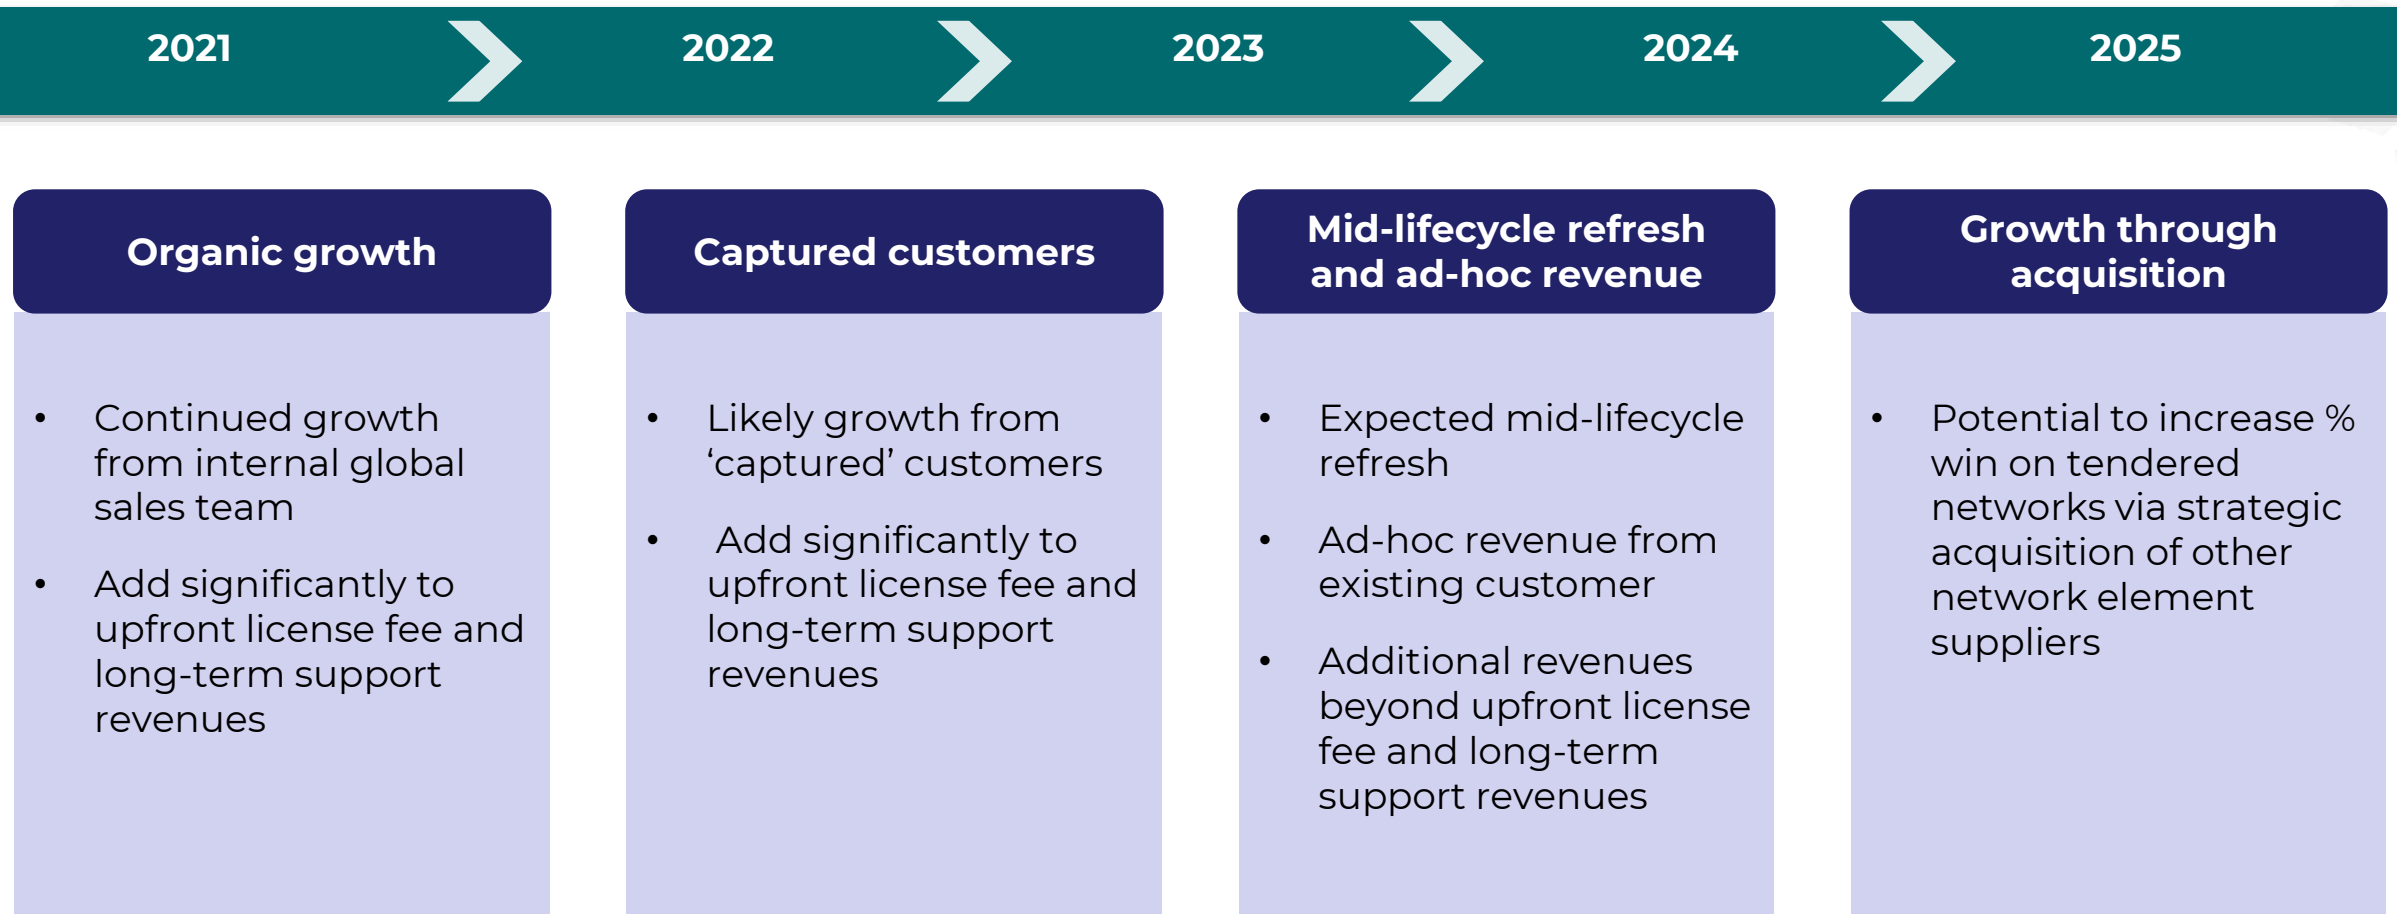 2021
2022
2023
2024
2025
Organic growth
• Continued growth
from internal global
sales team
• Add significantly to
upfront license fee and
long-term support
revenues
Captured customers
• Likely growth from
‘captured’ customers
• Add significantly to
upfront license fee and
long-term support
revenues
Mid-lifecycle refresh
and ad-hoc revenue
• Expected mid-lifecycle
refresh
• Ad-hoc revenue from
existing customer
• Additional revenues
beyond upfront license
fee and long-term
support revenues
Growth through
acquisition
• Potential to increase %
win on tendered
networks via strategic
acquisition of other
network element
suppliers